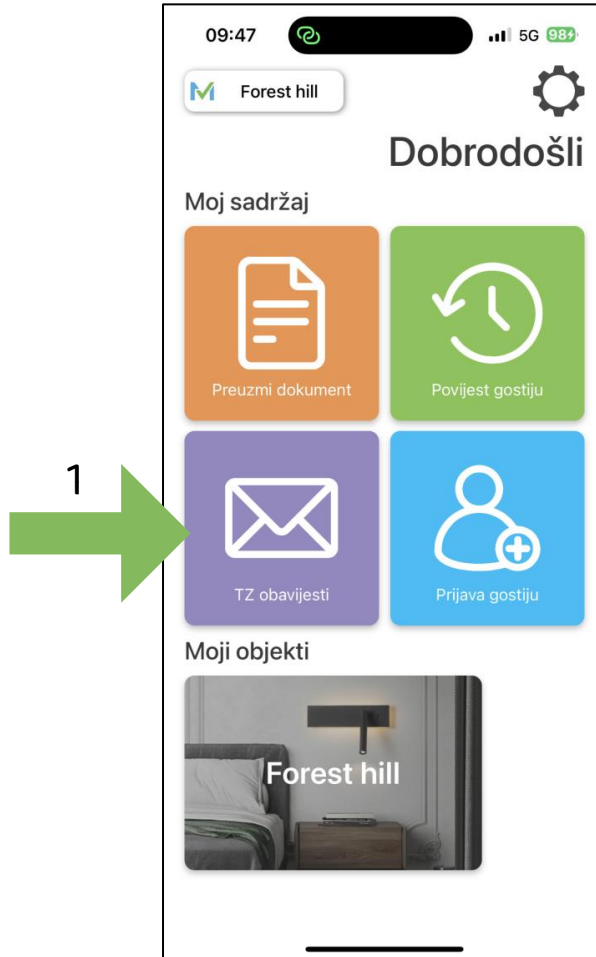 09:47
5G 98
Forest hill
Dobrodošli
Moj sadržaj
Preuzmi dokument
Povijest gostiju
1
TZ obavijesti
Prijava gostiju
Moji objekti
Forest hill